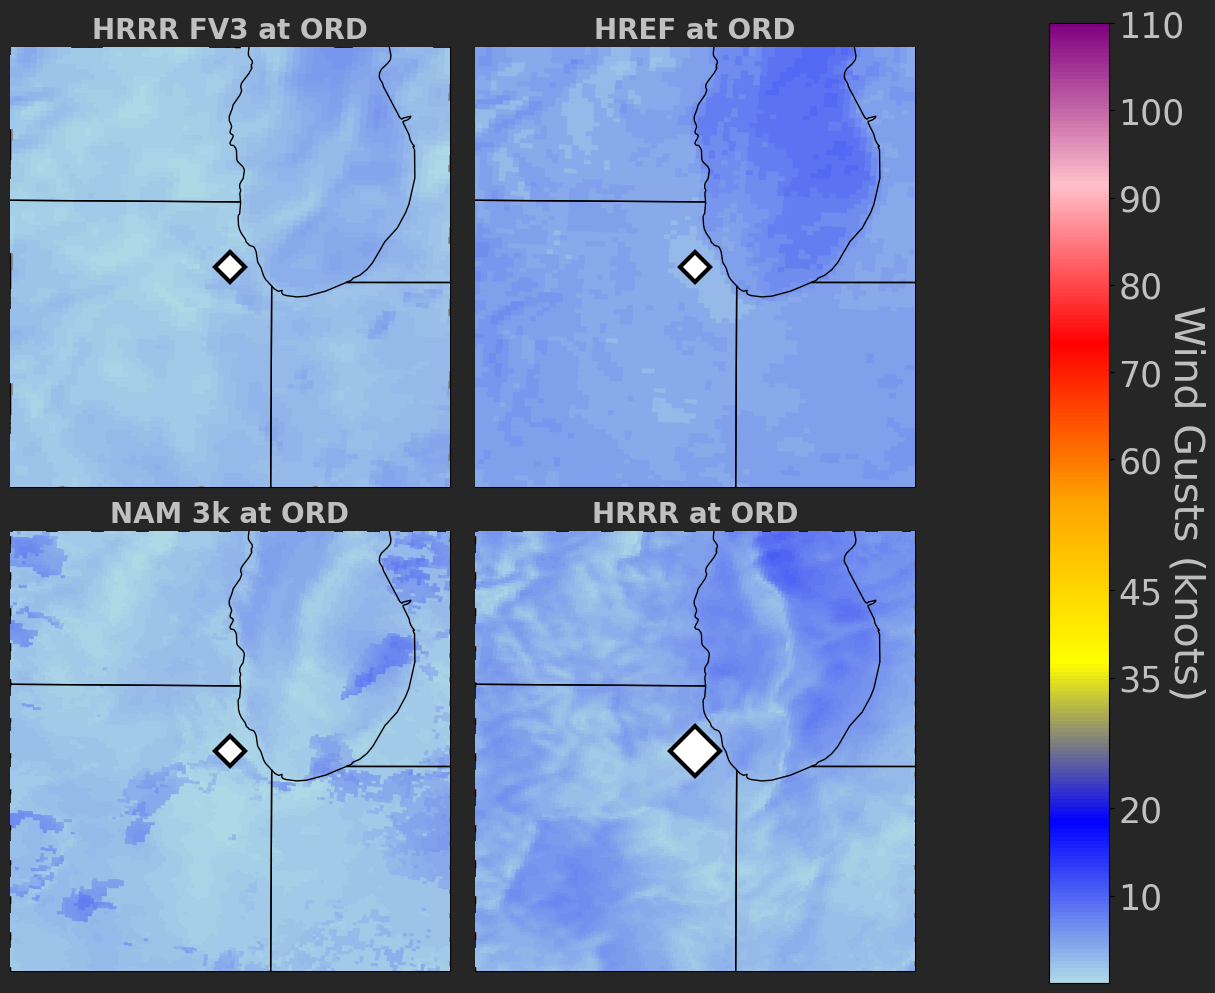 HRRR FV3 at ORD
HREF at ORD
NAM 3k at ORD
HRRR at ORD
110
100
90
80
70
60
45
35
20
10
Wind Gusts (knots)